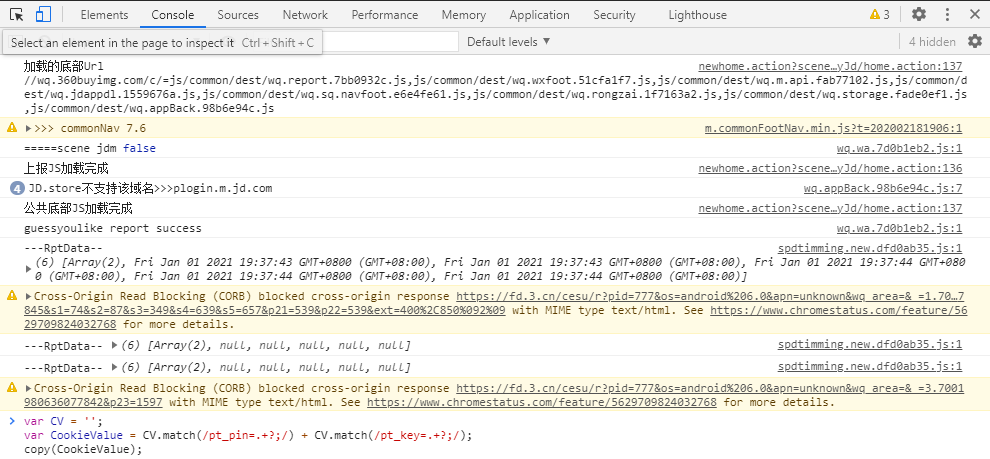 Elements Console Sources Network Performance Memory Application Security Lighthouse 3
Select an element in the page to inspect it Ctrl + Shift + C Default levels ▼ 4 hidden
加载的底部Url newhome.action?scene…yJd/home.action:137
//wq.360buyimg.com/c/=js/common/dest/wq.report.7bb0932c.js,js/common/dest/wq.wxfoot.51cfa1f7.js,js/common/dest/wq.m.api.fab77102.js,js/common/d
est/wq.jdappdl.1559676a.js,js/common/dest/wq.sq.navfoot.e6e4fe61.js,js/common/dest/wq.rongzai.1f7163a2.js,js/common/dest/wq.storage.fade0ef1.js
,js/common/dest/wq.appBack.98b6e94c.js
▶>>> commonNav 7.6 m.commonFootNav.min.js?t=202002181906:1
=====scene jdm false wq.wa.7d0b1eb2.js:1
上报JS加载完成 newhome.action?scene…yJd/home.action:136
4 JD.store不支持该域名>>>plogin.m.jd.com wq.appBack.98b6e94c.js:7
公共底部JS加载完成 newhome.action?scene…yJd/home.action:137
guessyoulike report success wq.wa.7d0b1eb2.js:1
---RptData-- spdtimming.new.dfd0ab35.js:1
(6) [Array(2), Fri Jan 01 2021 19:37:43 GMT+0800 (GMT+08:00), Fri Jan 01 2021 19:37:43 GMT+0800 (GMT+08:00), Fri Jan 01 2021 19:37:44 GMT+080
0 (GMT+08:00), Fri Jan 01 2021 19:37:44 GMT+0800 (GMT+08:00), Fri Jan 01 2021 19:37:44 GMT+0800 (GMT+08:00)]
▶Cross-Origin Read Blocking (CORB) blocked cross-origin response https://fd.3.cn/cesu/r?pid=777&os=android%206.0&apn=unknown&wq_area=&_=1.70…7
845&s1=74&s2=87&s3=349&s4=639&s5=657&p21=539&p22=539&ext=400%2C850%092%09 with MIME type text/html. See https://www.chromestatus.com/feature/56
29709824032768 for more details.
---RptData-- ▶(6) [Array(2), null, null, null, null, null] spdtimming.new.dfd0ab35.js:1
---RptData-- ▶(6) [Array(2), null, null, null, null, null] spdtimming.new.dfd0ab35.js:1
▶Cross-Origin Read Blocking (CORB) blocked cross-origin response https://fd.3.cn/cesu/r?pid=777&os=android%206.0&apn=unknown&wq_area=&_=3.7001
980636077842&p23=1597 with MIME type text/html. See https://www.chromestatus.com/feature/5629709824032768 for more details.
> var CV = '';
var CookieValue = CV.match(/pt_pin=.+?;/) + CV.match(/pt_key=.+?;/);
copy(CookieValue);